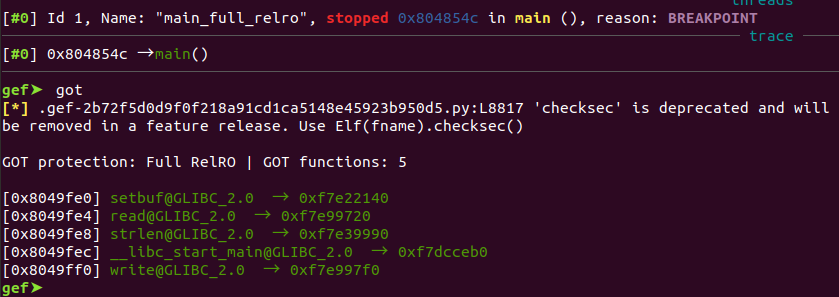 threads
[#0] Id 1, Name: "main_full_relro", stopped 0x804854c in main (), reason: BREAKPOINT
trace
[#0] 0x804854c →main()
gef➤ got
[*] .gef-2b72f5d0d9f0f218a91cd1ca5148e45923b950d5.py:L8817 'checksec' is deprecated and will
be removed in a feature release. Use Elf(fname).checksec()
GOT protection: Full RelRO | GOT functions: 5
[0x8049fe0] setbuf@GLIBC_2.0 → 0xf7e22140
[0x8049fe4] read@GLIBC_2.0 → 0xf7e99720
[0x8049fe8] strlen@GLIBC_2.0 → 0xf7e39990
[0x8049fec] __libc_start_main@GLIBC_2.0 → 0xf7dcceb0
[0x8049ff0] write@GLIBC_2.0 → 0xf7e997f0
gef➤